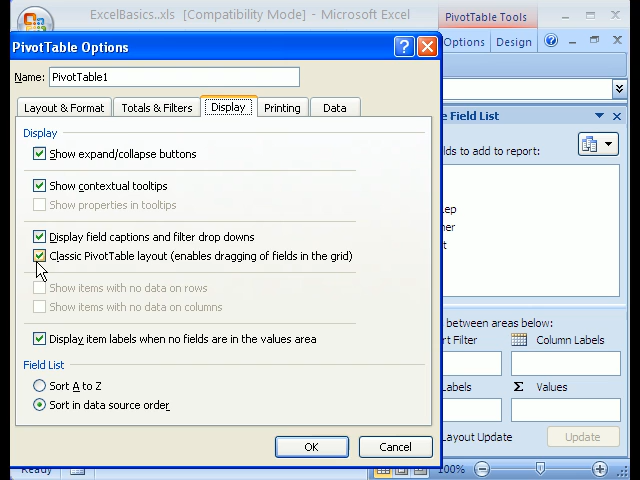 ExcelBasics..xls [Compatibility Mode] - Microsoft Excel
PivotTable Tools
Options
Design
PivotTable Options
Name: PivotTable1
Layout & Format
Totals & Filters
Display
Printing
Data
Display
Show expand/collapse buttons
Show contextual tooltips
Show properties in tooltips
Display field captions and filter drop downs
Classic PivotTable layout (enables dragging of fields in the grid)
Show items with no data on rows
Show items with no data on columns
Display item labels when no fields are in the values area
Field List
Sort A to Z
Sort in data source order
OK
Cancel
e Field List
lds to add to report:
ep
ner
t
between areas below:
rt Filter
Column Labels
Labels
Σ Values
Layout Update
Update
Ready
100%